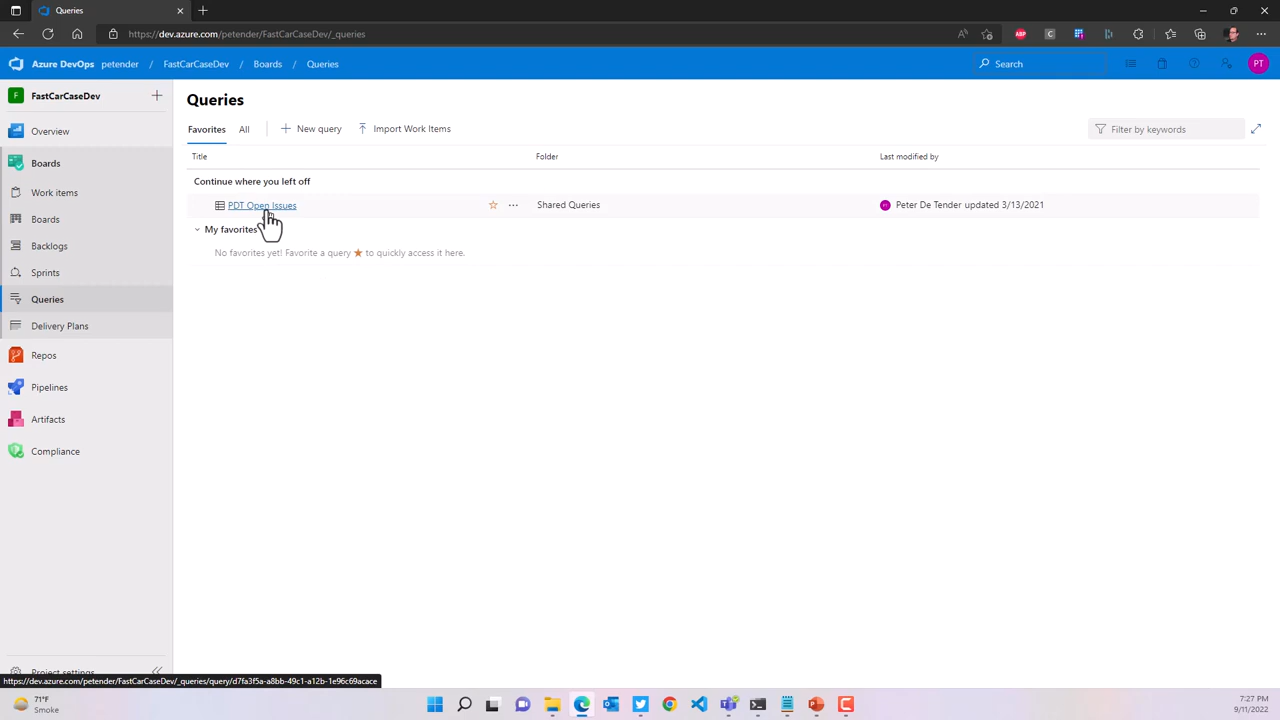 Queries
https://dev.azure.com/petender/FastCarCaseDev/_queries
ABP
C
Azure DevOps petender / FastCarCaseDev / Boards / Queries
Search
PT
F FastCarCaseDev
Overview
Boards
Work items
Boards
Backlogs
Sprints
Queries
Delivery Plans
Repos
Pipelines
Artifacts
Compliance
Project settings
Queries
Favorites All New query Import Work Items
Filter by keywords
Title Folder Last modified by
Continue where you left off
PDT Open Issues Shared Queries Peter De Tender updated 3/13/2021
My favorites
No favorites yet! Favorite a query ★ to quickly access it here.
https://dev.azure.com/petender/FastCarCaseDev/_queries/query/d7fa3f5a-a8bb-49c1-a12b-1e96c69acace
71°F
Smoke
7:27 PM
9/11/2022